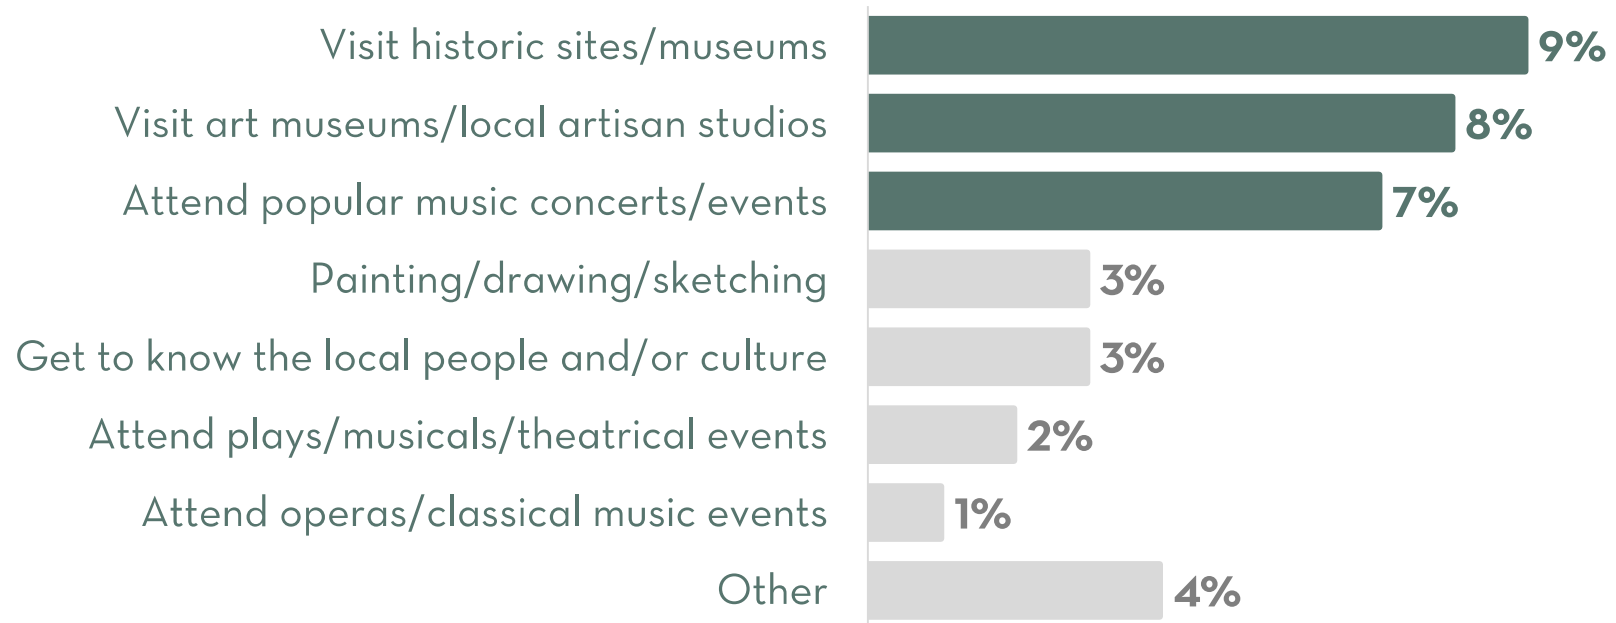 Visit historic sites/museums 9%
Visit art museums/local artisan studios 8%
Attend popular music concerts/events 7%
Painting/drawing/sketching 3%
Get to know the local people and/or culture 3%
Attend plays/musicals/theatrical events 2%
Attend operas/classical music events 1%
Other 4%